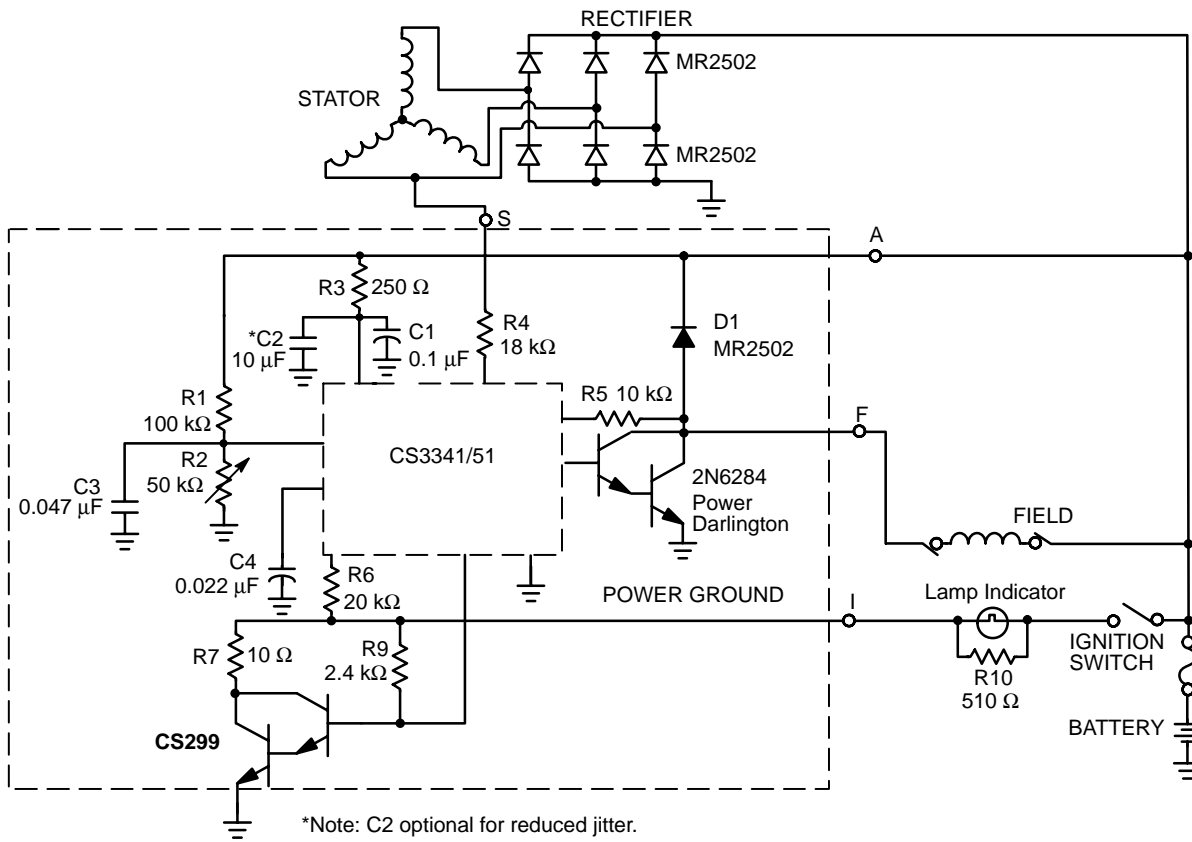 RECTIFIER
MR2502
STATOR
MR2502
S
A
R3
250 Ω
*C2
10 μF
C1
0.1 μF
R4
18 kΩ
D1
MR2502
R1
100 kΩ
R5 10 kΩ
F
CS3341/51
R2
50 kΩ
C3
0.047 μF
2N6284
Power
Darlington
FIELD
C4
0.022 μF
R6
20 kΩ
POWER GROUND
I
Lamp Indicator
R7
10 Ω
R9
2.4 kΩ
IGNITION
SWITCH
R10
510 Ω
CS299
BATTERY
*Note: C2 optional for reduced jitter.